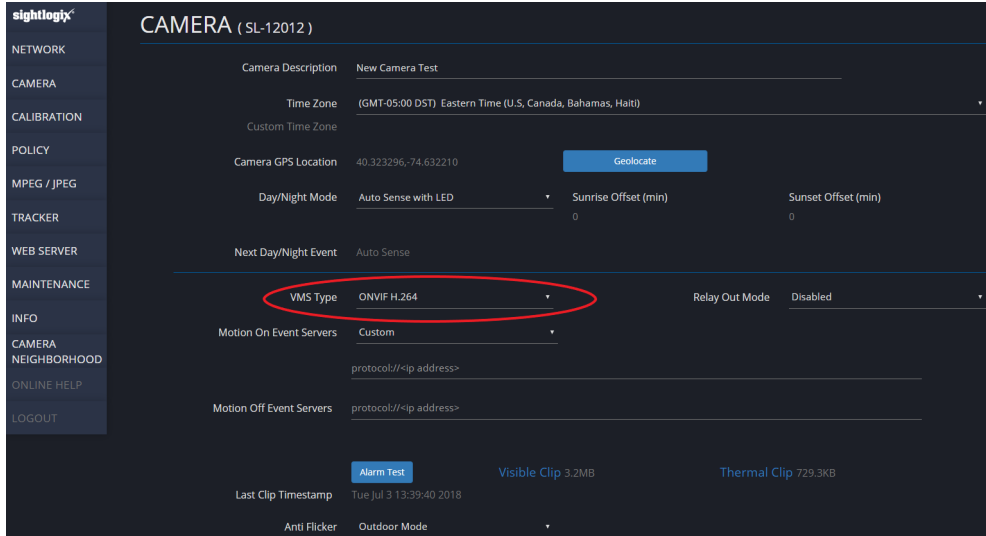 sightlogix
NETWORK
CAMERA
CALIBRATION
POLICY
MPEG / JPEG
TRACKER
WEB SERVER
MAINTENANCE
INFO
CAMERA
NEIGHBORHOOD
ONLINE HELP
LOGOUT
CAMERA ( SL-12012 )
Camera Description New Camera Test
Time Zone (GMT-05:00 DST) Eastern Time (U.S, Canada, Bahamas, Haiti)
Custom Time Zone
Camera GPS Location 40.323296,-74.632210 Geolocate
Day/Night Mode Auto Sense with LED Sunrise Offset (min) Sunset Offset (min)
0 0
Next Day/Night Event Auto Sense
VMS Type ONVIF H.264 Relay Out Mode Disabled
Motion On Event Servers Custom
protocol://<ip address>
Motion Off Event Servers protocol://<ip address>
Alarm Test Visible Clip 3.2MB Thermal Clip 729.3KB
Last Clip Timestamp Tue Jul 3 13:39:40 2018
Anti Flicker Outdoor Mode